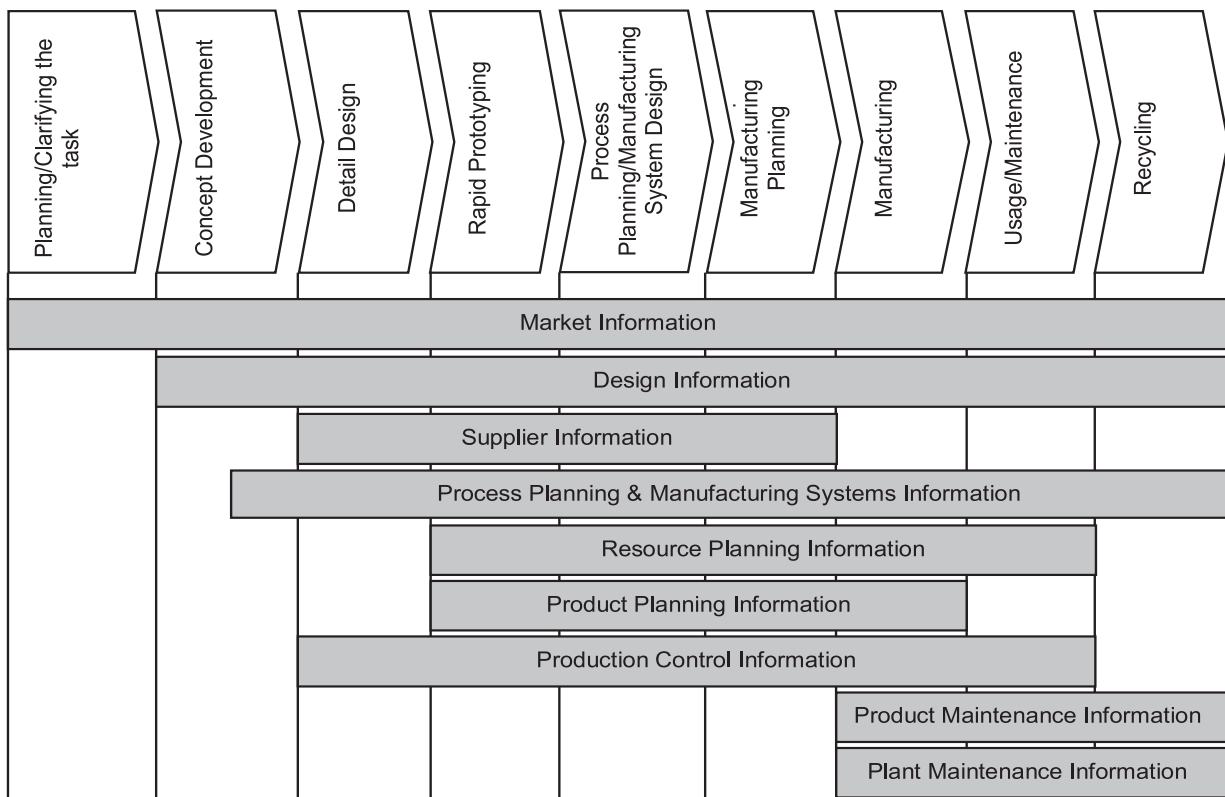 Planning/Clarifying the
task
Concept Development
Detail Design
Rapid Prototyping
Process
Planning/Manufacturing
System Design
Manufacturing
Planning
Manufacturing
Usage/Maintenance
Recycling
Market Information
Design Information
Supplier Information
Process Planning & Manufacturing Systems Information
Resource Planning Information
Product Planning Information
Production Control Information
Product Maintenance Information
Plant Maintenance Information